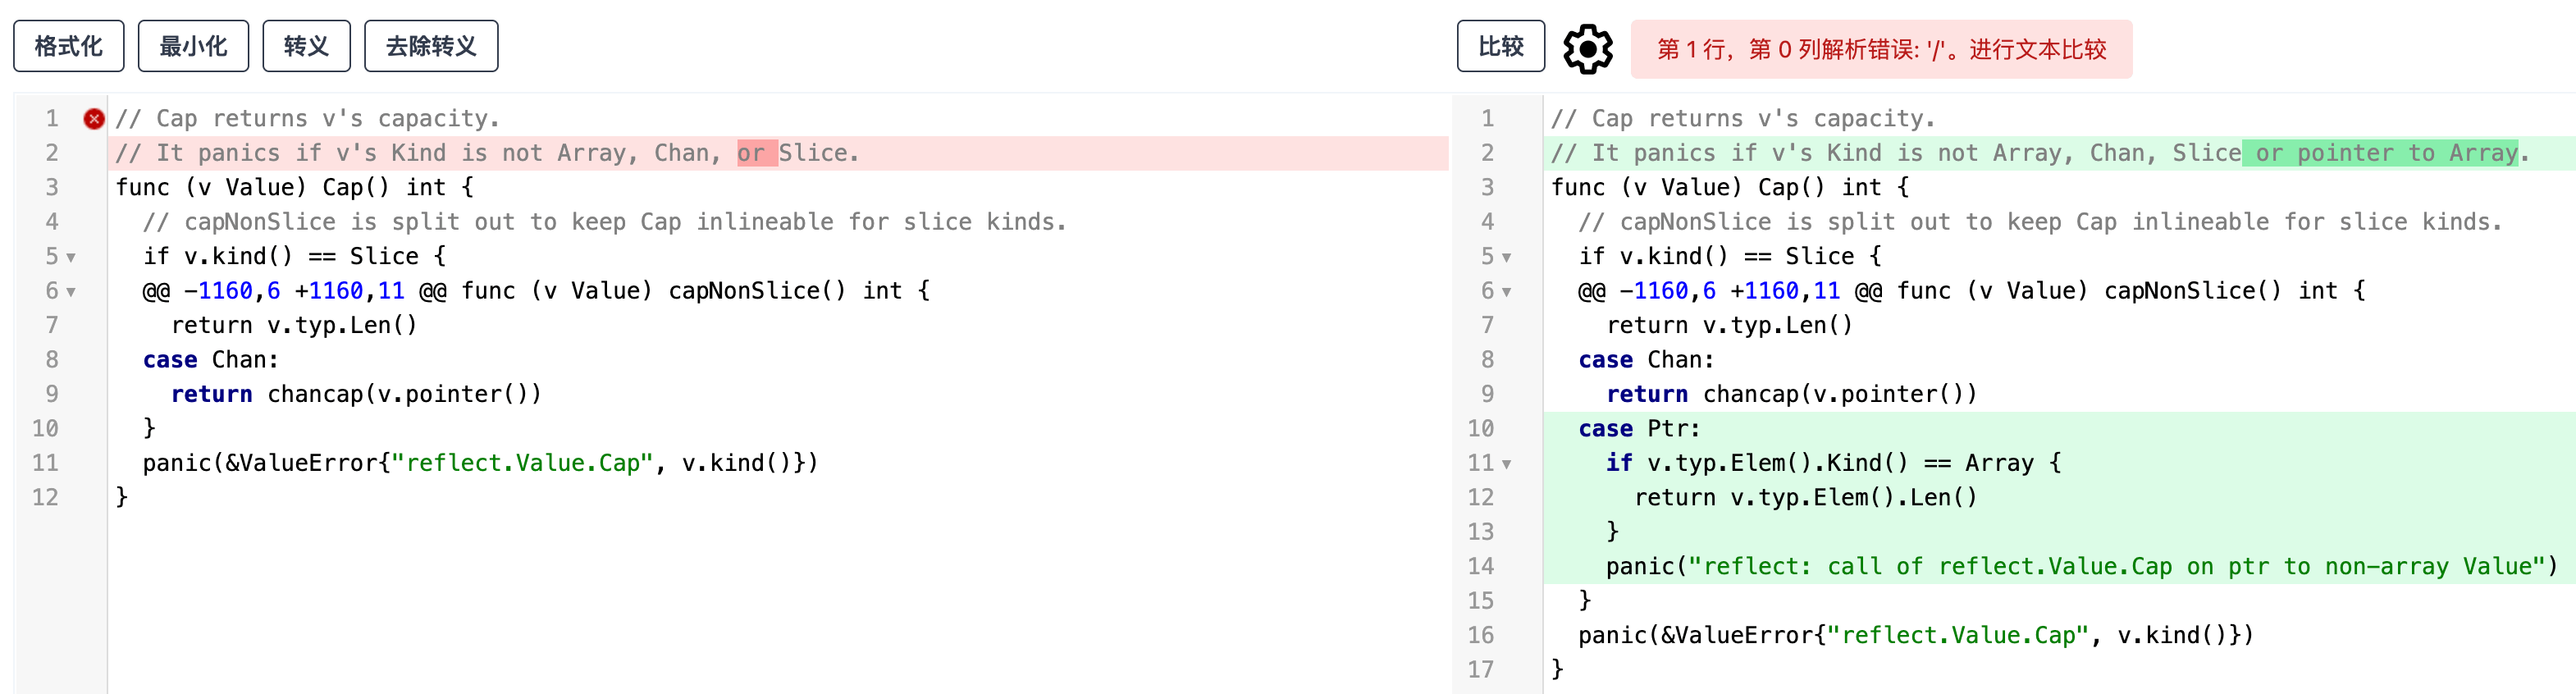 格式化 最小化 转义 去除转义 比较 第 1 行，第 0 列解析错误: '/'。进行文本比较
1 // Cap returns v's capacity.
2 // It panics if v's Kind is not Array, Chan, or Slice.
3 func (v Value) Cap() int {
4 // capNonSlice is split out to keep Cap inlineable for slice kinds.
5 if v.kind() == Slice {
6 @@ -1160,6 +1160,11 @@ func (v Value) capNonSlice() int {
7 return v.typ.Len()
8 case Chan:
9 return chancap(v.pointer())
10 }
11 panic(&ValueError{"reflect.Value.Cap", v.kind()})
12 }
1 // Cap returns v's capacity.
2 // It panics if v's Kind is not Array, Chan, Slice or pointer to Array.
3 func (v Value) Cap() int {
4 // capNonSlice is split out to keep Cap inlineable for slice kinds.
5 if v.kind() == Slice {
6 @@ -1160,6 +1160,11 @@ func (v Value) capNonSlice() int {
7 return v.typ.Len()
8 case Chan:
9 return chancap(v.pointer())
10 case Ptr:
11 if v.typ.Elem().Kind() == Array {
12 return v.typ.Elem().Len()
13 }
14 panic("reflect: call of reflect.Value.Cap on ptr to non-array Value")
15 }
16 panic(&ValueError{"reflect.Value.Cap", v.kind()})
17 }